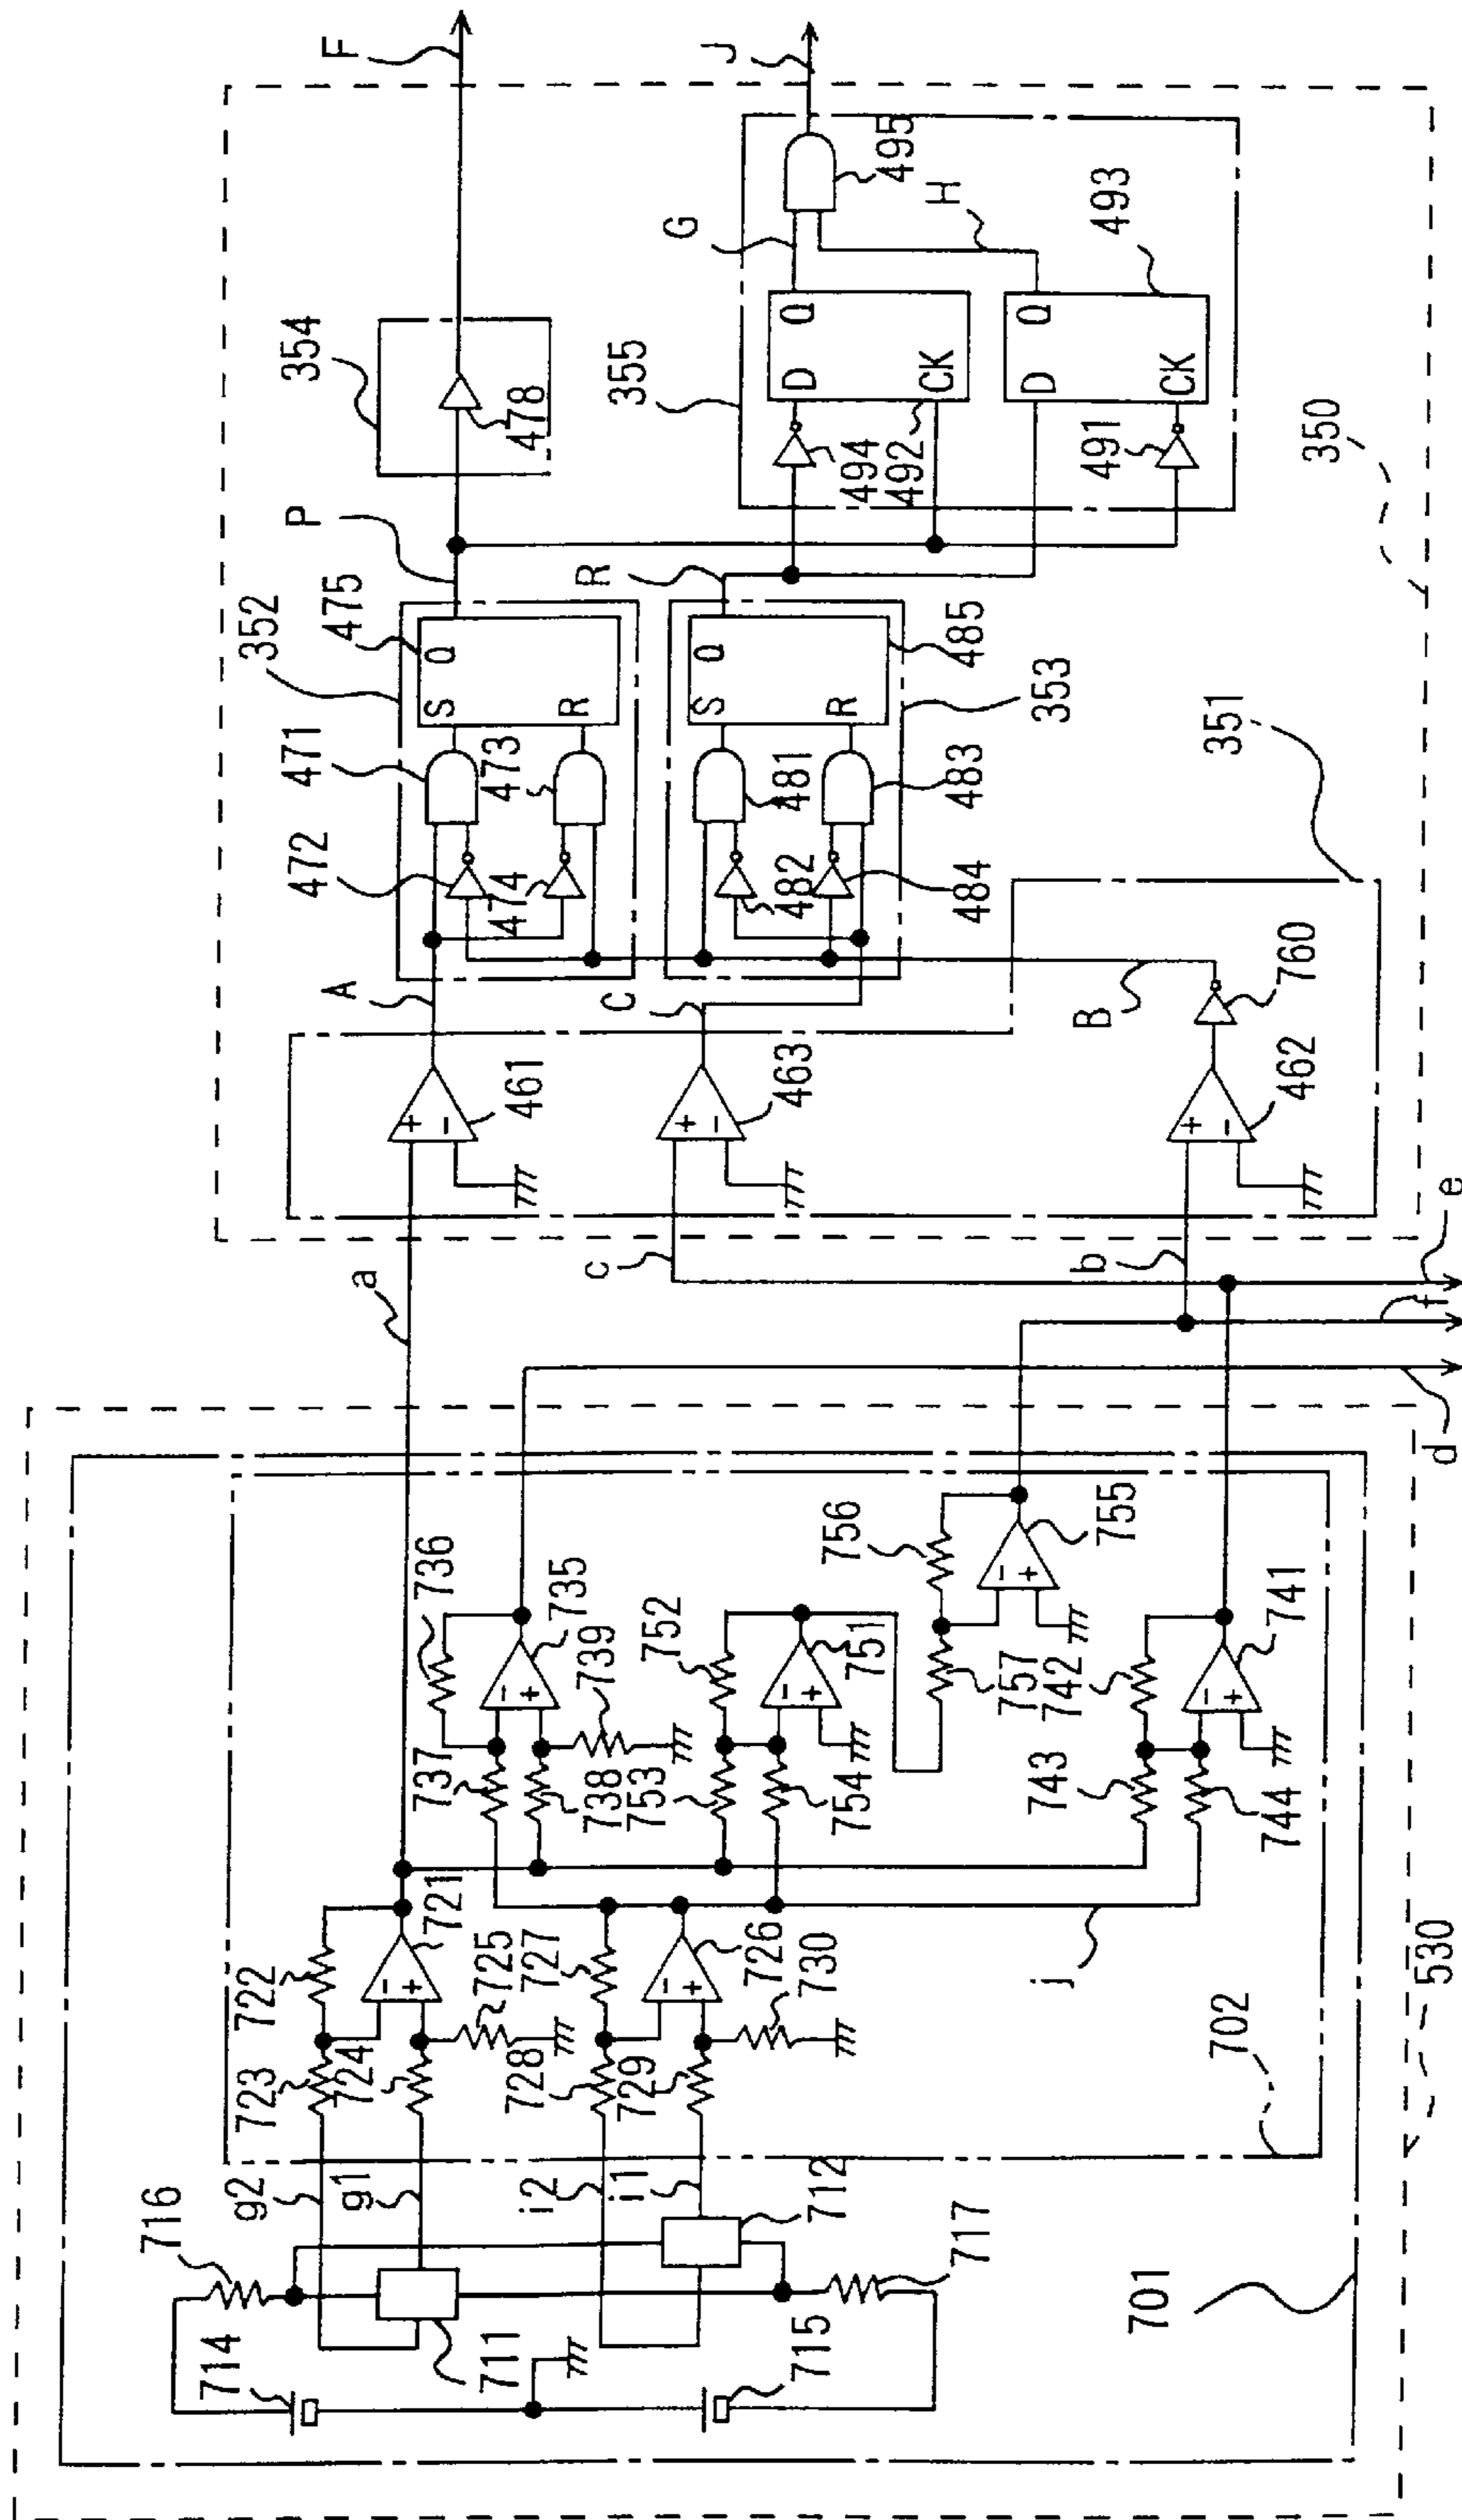 F
J
354
478
P
352
475
Q
S
R
471
472
473
474
A
461
+
−
a
355
G
H
495
Q
D
CK
494
492
Q
D
CK
493
491
350
R
Q
S
R
485
353
481
482
483
484
C
463
+
−
c
351
B
760
462
+
−
b
e
f
d
736
735
−
+
737
738
739
752
751
−
+
753
754
756
755
−
+
757
742
741
−
+
743
744
j
722
721
−
+
723
724
725
727
726
−
+
728
729
730
702
530
g2
g1
i2
i1
716
712
717
714
711
715
701